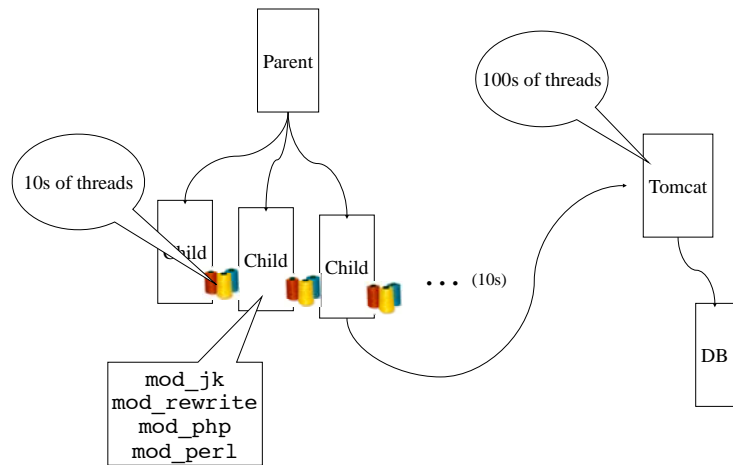 Parent
100s of threads
10s of threads
Tomcat
Child
Child
Child
... (10s)
DB
mod_jk
mod_rewrite
mod_php
mod_perl